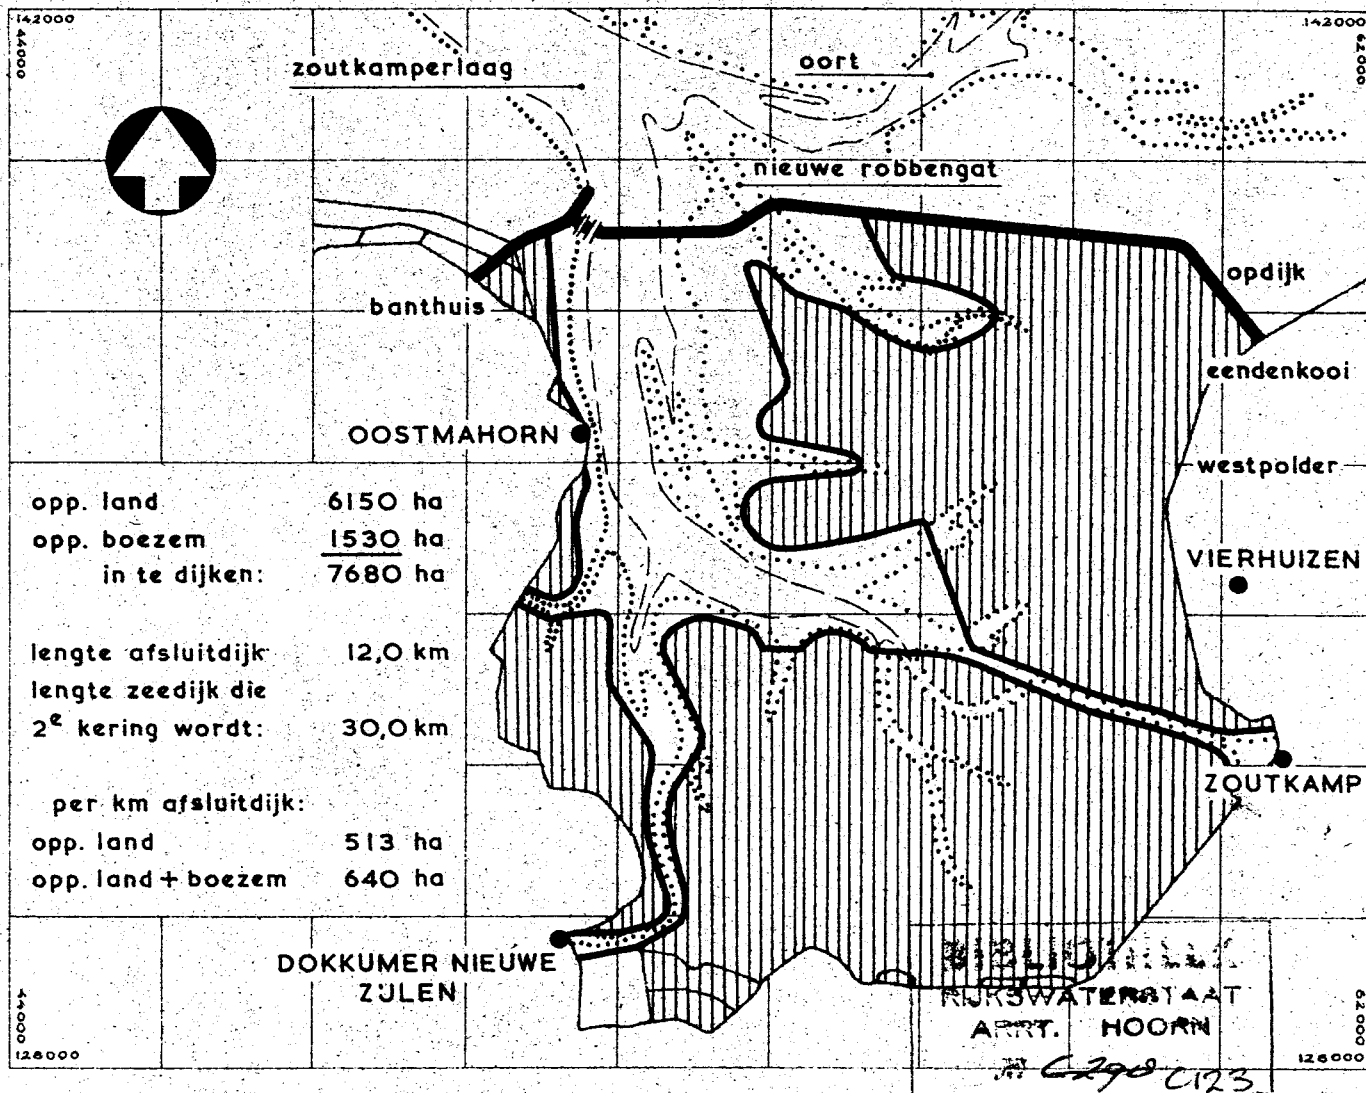 142000
44000
142000
62000
zoutkamperlaag
oort
nieuwe robbengat
opdijk
banthuis
eendenkooi
OOSTMAHORN
westpolder
opp. land 6150 ha
opp. boezem 1530 ha
in te dijken: 7680 ha
VIERHUIZEN
lengte afsluitdijk 12,0 km
lengte zeedijk die
2e kering wordt: 30,0 km
ZOUTKAMP
per km afsluitdijk:
opp. land 513 ha
opp. land + boezem 640 ha
DOKKUMER NIEUWE
ZIJLEN
RIJKSWATERSTAAT
ARRT. HOORN
C290 C123
44000
128000
62000
128000